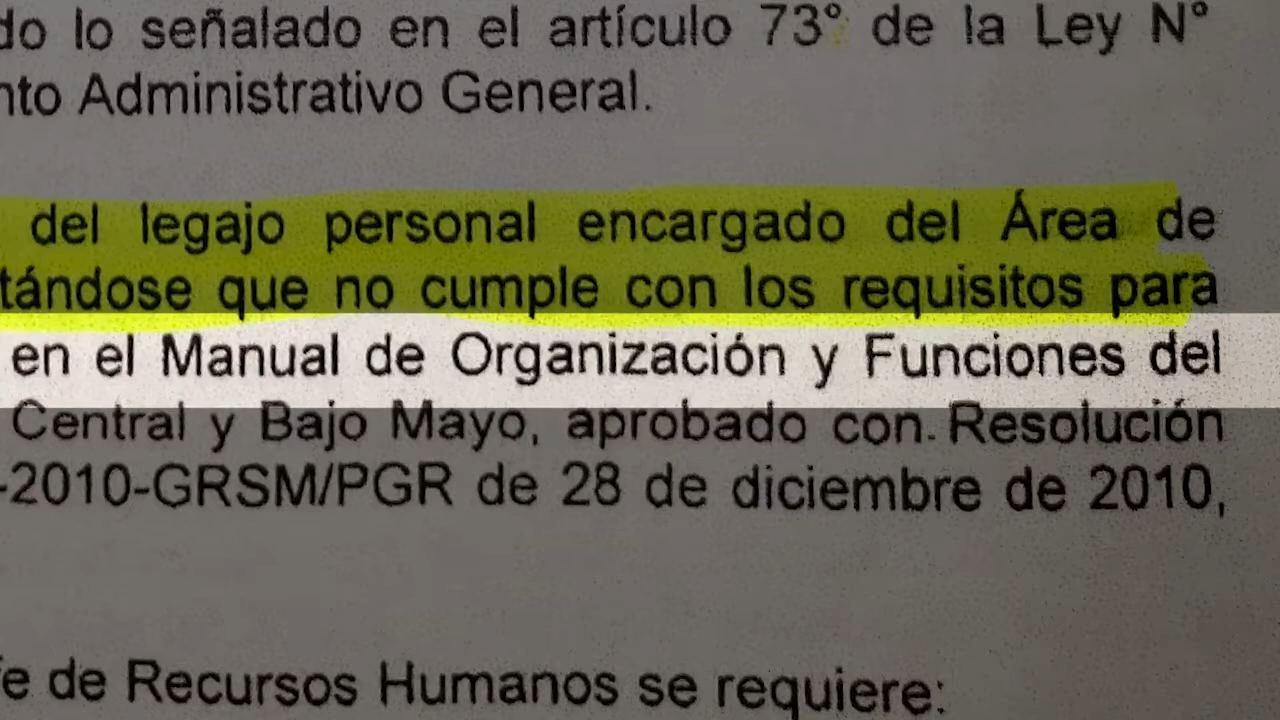 do lo señalado en el artículo 73° de la Ley N°
nto Administrativo General.
del legajo personal encargado del Área de
tándose que no cumple con los requisitos para
en el Manual de Organización y Funciones del
Central y Bajo Mayo, aprobado con. Resolución
-2010-GRSM/PGR de 28 de diciembre de 2010,
fe de Recursos Humanos se requiere: